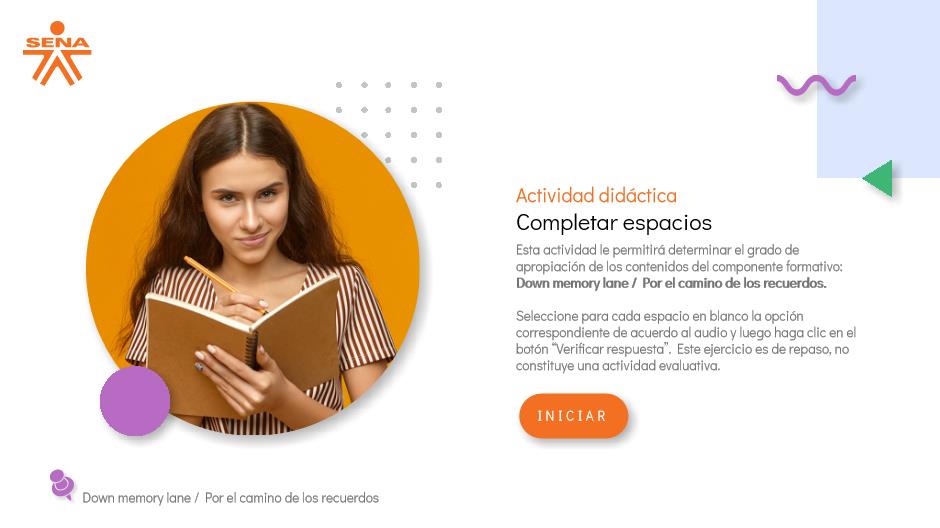 SENA
Actividad didáctica
Completar espacios
Esta actividad le permitirá determinar el grado de
apropiación de los contenidos del componente formativo:
Down memory lane / Por el camino de los recuerdos.
Seleccione para cada espacio en blanco la opción
correspondiente de acuerdo al audio y luego haga clic en el
botón “Verificar respuesta”. Este ejercicio es de repaso, no
constituye una actividad evaluativa.
INICIAR
Down memory lane / Por el camino de los recuerdos